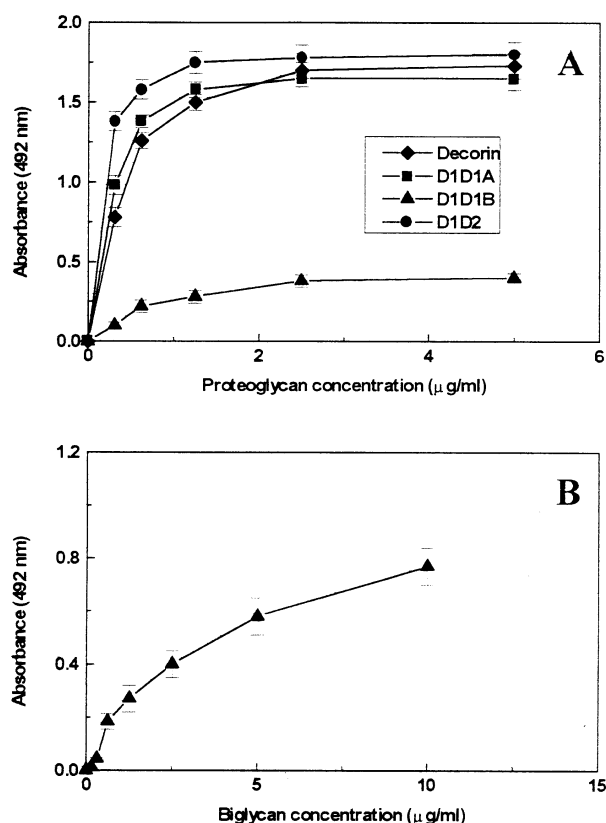 A
2.0
1.5
1.0
0.5
0.0
Absorbance (492 nm)
Decorin
D1D1A
D1D1B
D1D2
0 2 4 6
Proteoglycan concentration (μg/ml)
B
1.2
0.8
0.4
0.0
Absorbance (492 nm)
0 5 10 15
Biglycan concentration (μg/ml)